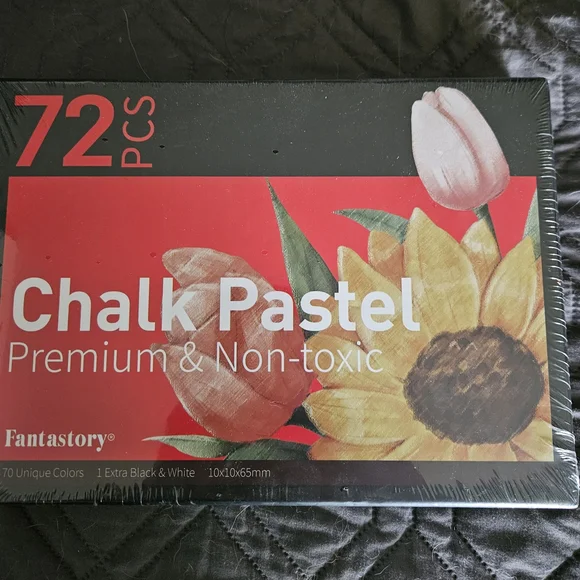 72 PCS
Chalk Pastel
Premium & Non-toxic
Fantastory®
70 Unique Colors 1 Extra Black & White 10x10x65mm